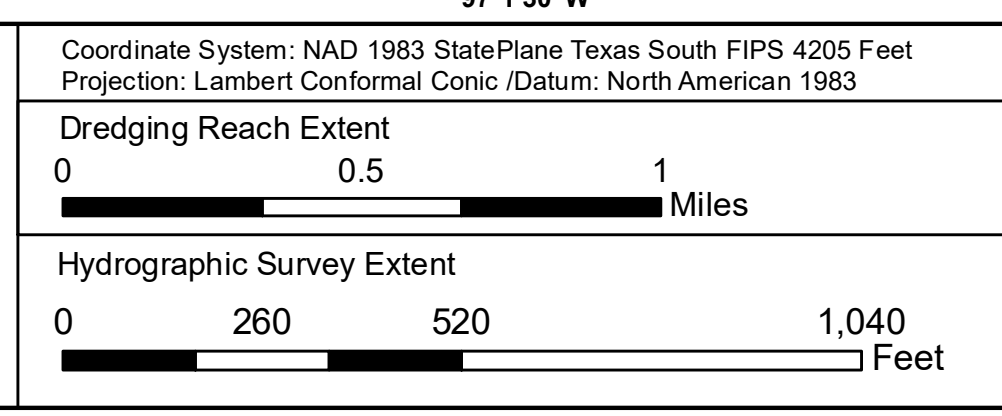 Coordinate System: NAD 1983 StatePlane Texas South FIPS 4205 Feet
Projection: Lambert Conformal Conic /Datum: North American 1983
Dredging Reach Extent
0 0.5 1
Miles
Hydrographic Survey Extent
0 260 520 1,040
Feet